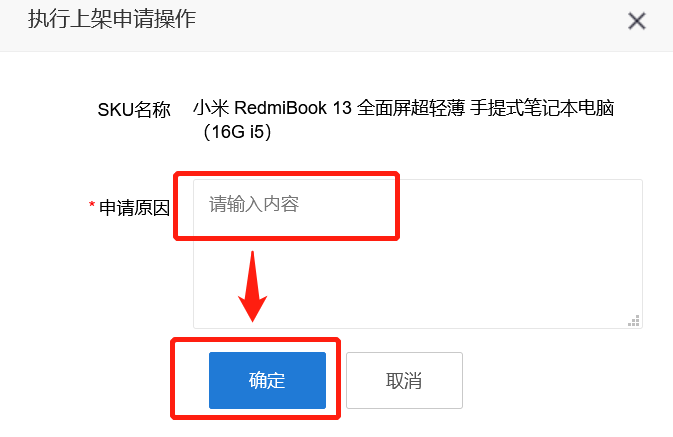 执行上架申请操作
SKU名称 小米 RedmiBook 13 全面屏超轻薄 手提式笔记本电脑
（16G i5）
*申请原因 请输入内容
确定 取消